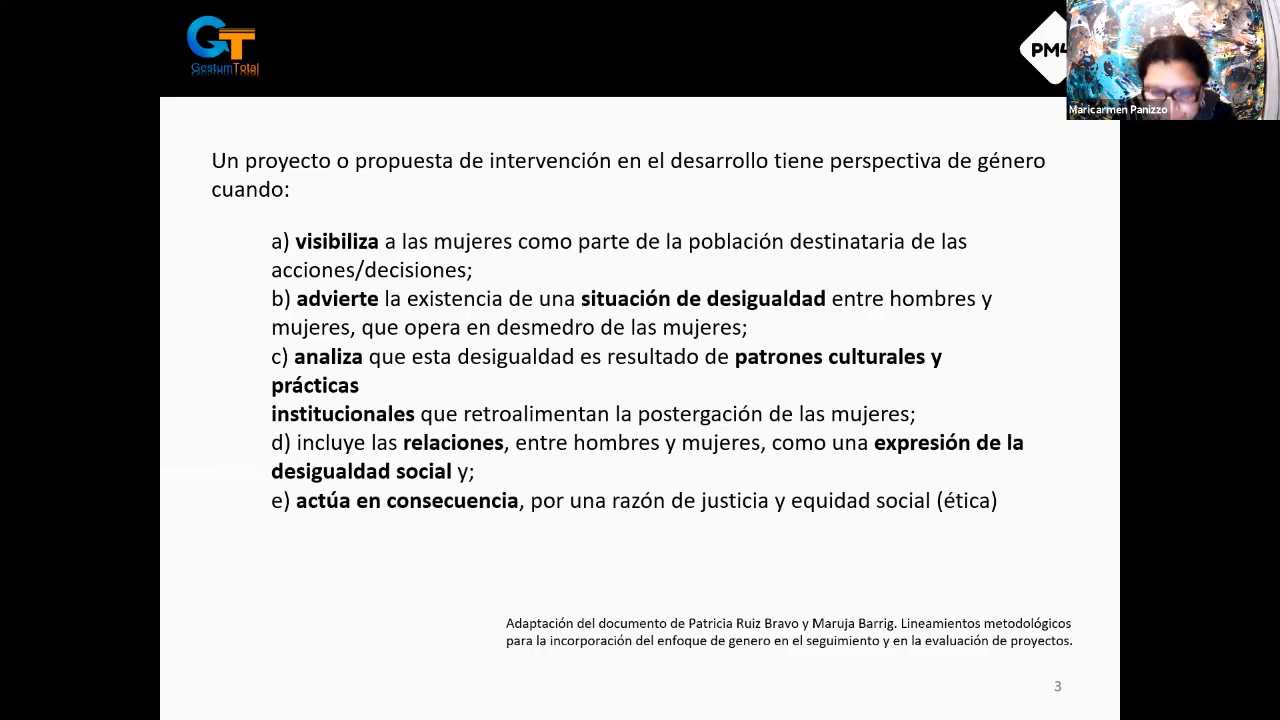 GT
GestumTotal
PM4
Maricarmen Panizzo
Un proyecto o propuesta de intervención en el desarrollo tiene perspectiva de género
cuando:
a) visibiliza a las mujeres como parte de la población destinataria de las
acciones/decisiones;
b) advierte la existencia de una situación de desigualdad entre hombres y
mujeres, que opera en desmedro de las mujeres;
c) analiza que esta desigualdad es resultado de patrones culturales y
prácticas
institucionales que retroalimentan la postergación de las mujeres;
d) incluye las relaciones, entre hombres y mujeres, como una expresión de la
desigualdad social y;
e) actúa en consecuencia, por una razón de justicia y equidad social (ética)
Adaptación del documento de Patricia Ruiz Bravo y Maruja Barrig. Lineamientos metodológicos
para la incorporación del enfoque de genero en el seguimiento y en la evaluación de proyectos.
3